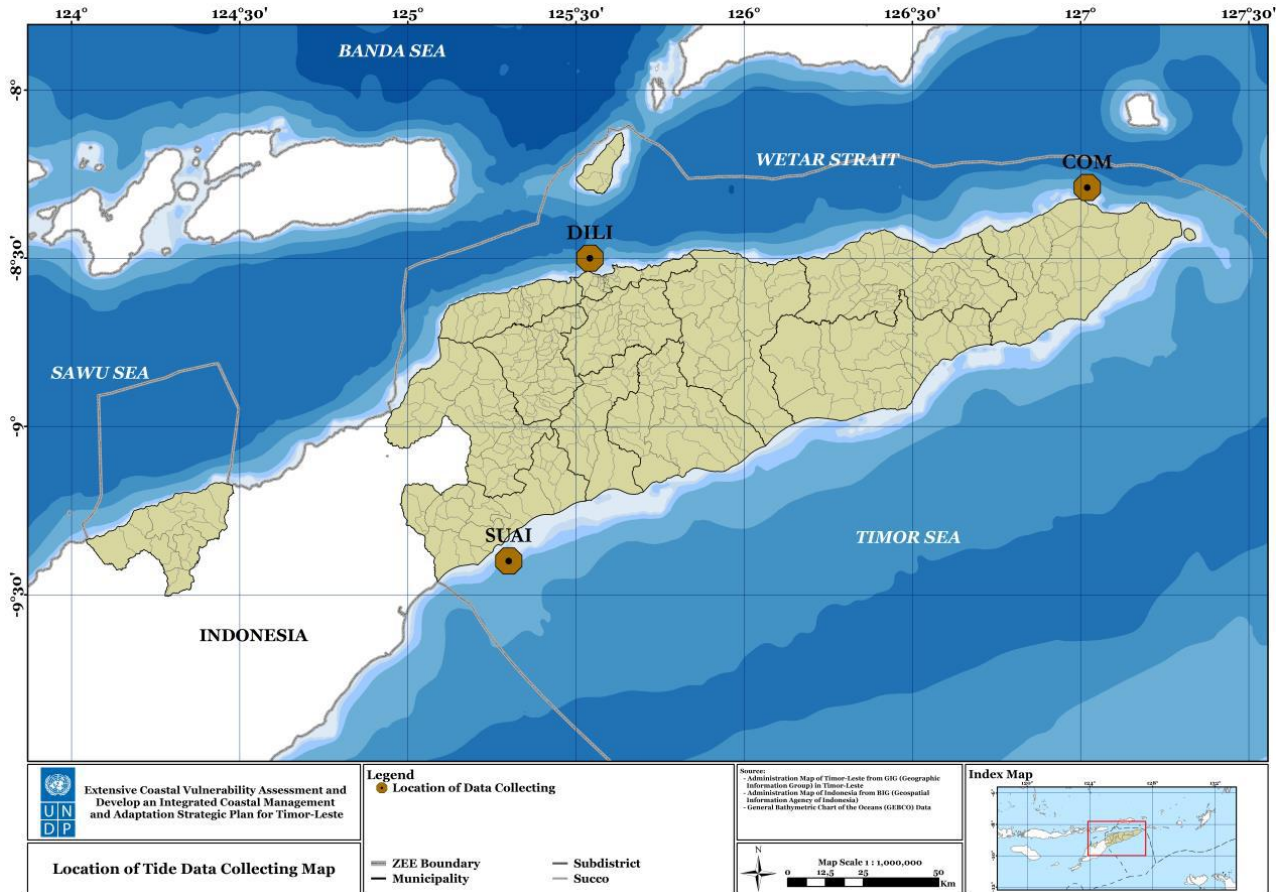 124° 124°30' 125° 125°30' 126° 126°30' 127° 127°30'
-8°
-8°30'
-9°
-9°30'
BANDA SEA
WETAR STRAIT
COM
DILI
SAWU SEA
SUAI
TIMOR SEA
INDONESIA
U N
D P
Extensive Coastal Vulnerability Assessment and
Develop an Integrated Coastal Management
and Adaptation Strategic Plan for Timor-Leste
Location of Tide Data Collecting Map
Legend
Location of Data Collecting
ZEE Boundary
Municipality
Subdistrict
Succo
Source:
- Administration Map of Timor-Leste from GIG (Geographic
Information Group) in Timor-Leste
- Administration Map of Indonesia from BIG (Geospatial
Information Agency of Indonesia)
- General Bathymetric Chart of the Oceans (GEBCO) Data
N
Map Scale 1 : 1,000,000
0 12.5 25 50
Km
Index Map